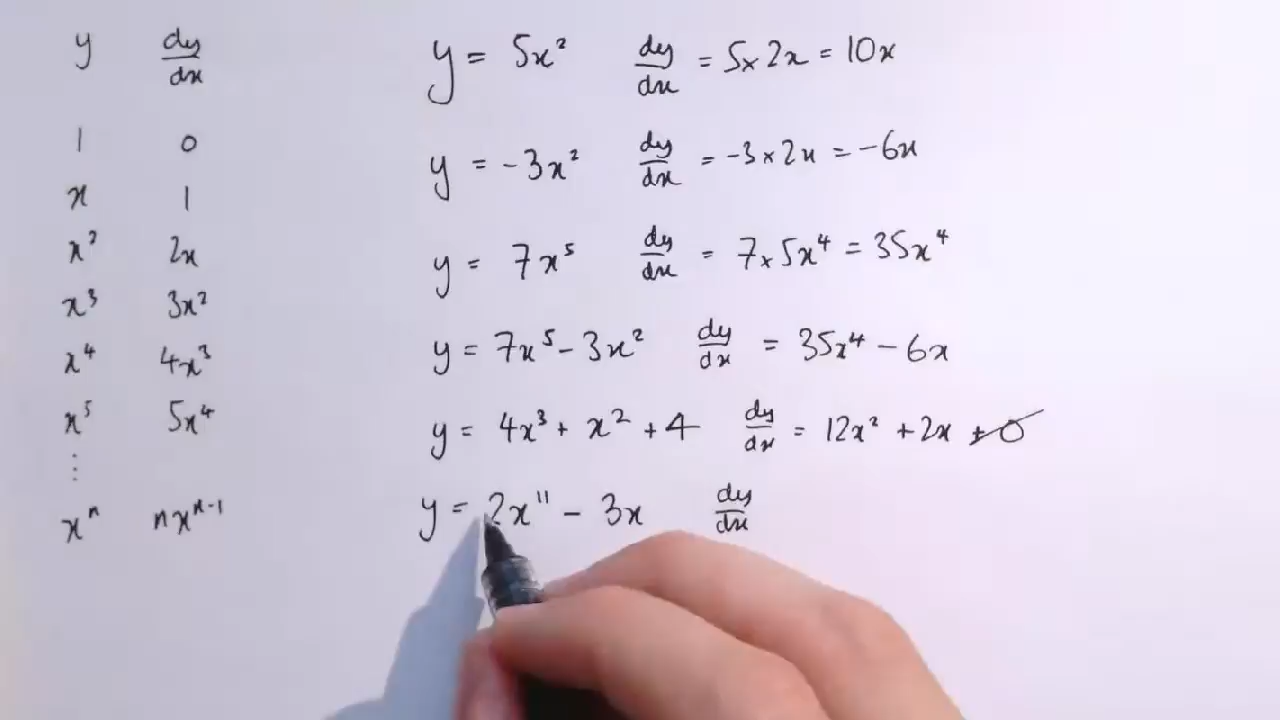 y dy/dx
1 0
x 1
x² 2x
x³ 3x²
x⁴ 4x³
x⁵ 5x⁴
⋮
xⁿ nxⁿ⁻¹
y = 5x² dy/dx = 5 × 2x = 10x
y = -3x² dy/dx = -3 × 2x = -6x
y = 7x⁵ dy/dx = 7 × 5x⁴ = 35x⁴
y = 7x⁵ - 3x² dy/dx = 35x⁴ - 6x
y = 4x³ + x² + 4 dy/dx = 12x² + 2x + 0
y = 2x¹¹ - 3x dy/dx